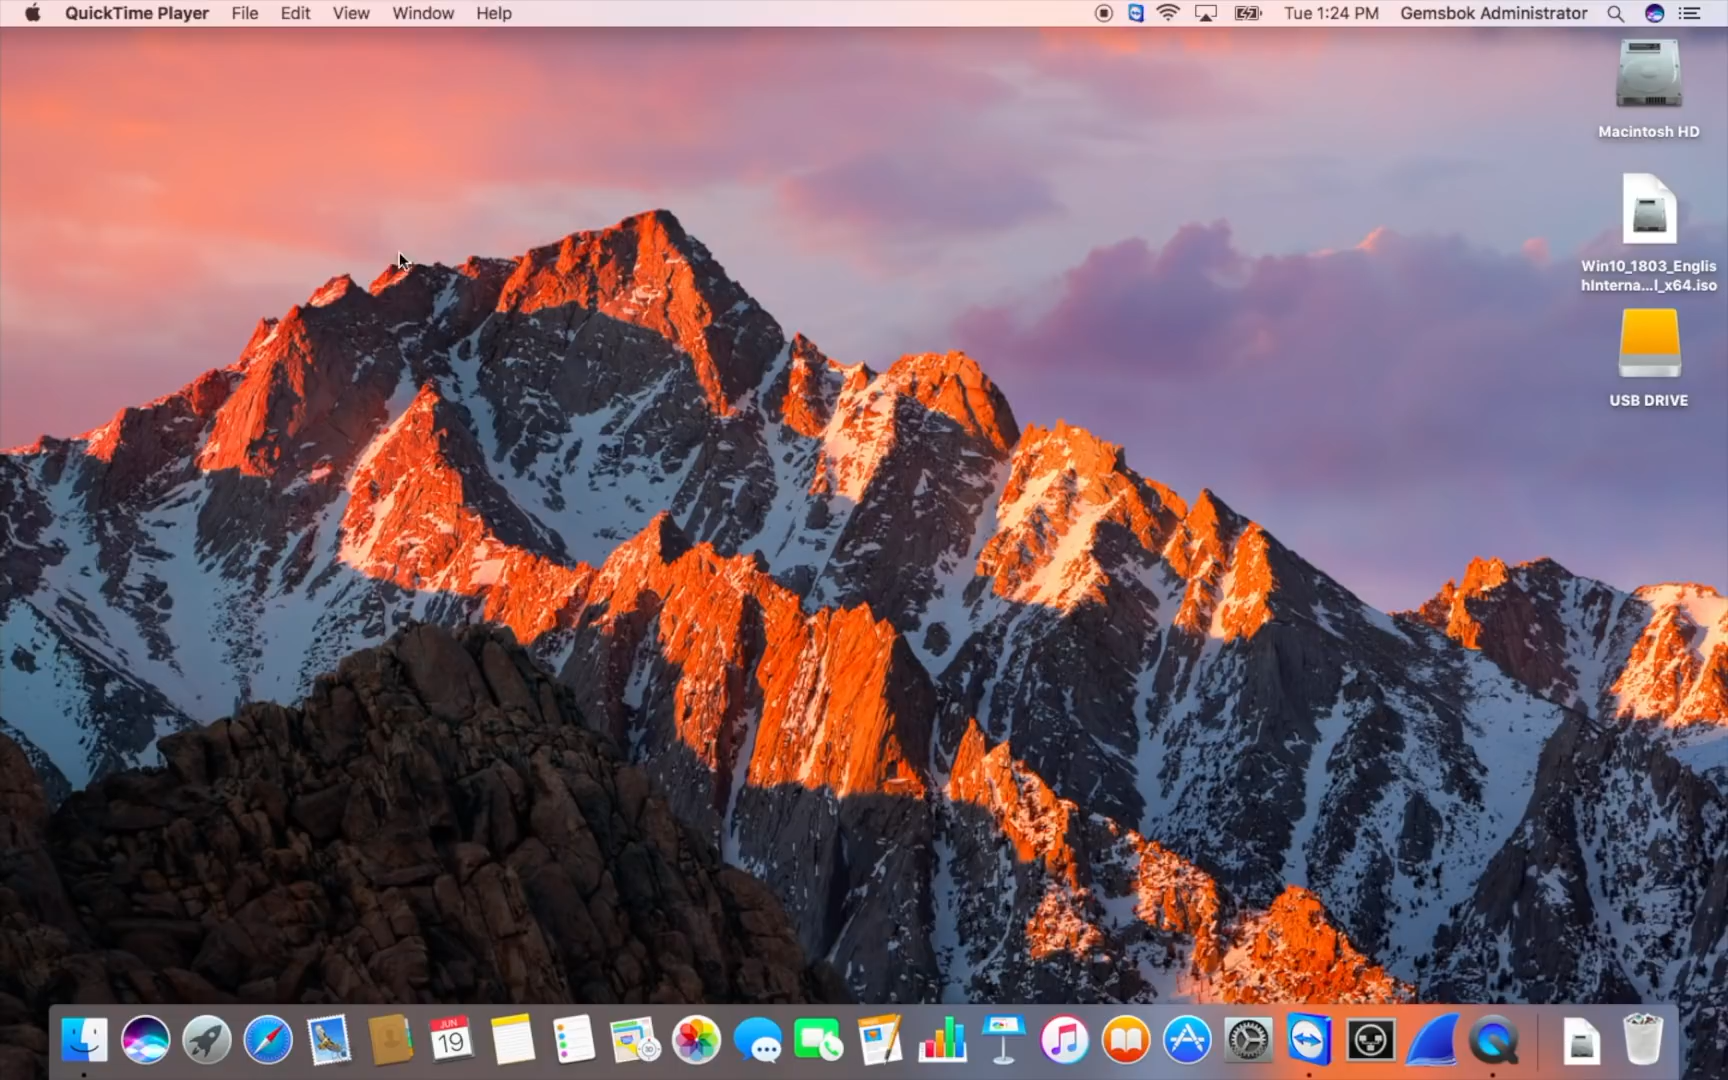 QuickTime Player File Edit View Window Help Tue 1:24 PM Gemsbok Administrator
Macintosh HD
Win10_1803_Englis
hInterna...l_x64.iso
USB DRIVE
JUN
19